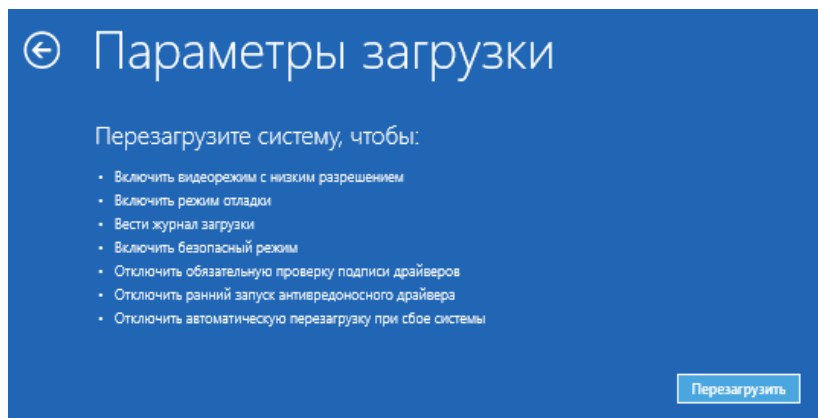 Параметры загрузки
Перезагрузите систему, чтобы:
• Включить видеорежим с низким разрешением
• Включить режим отладки
• Вести журнал загрузки
• Включить безопасный режим
• Отключить обязательную проверку подписи драйверов
• Отключить ранний запуск антивредоносного драйвера
• Отключить автоматическую перезагрузку при сбое системы
Перезагрузить